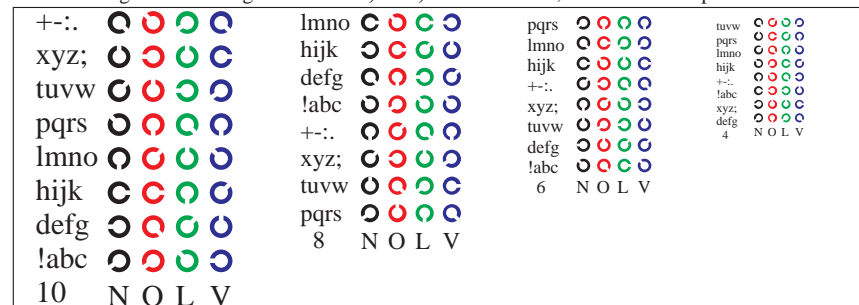 +-:.
xyz;
tuvw
pqrs
lmno
hijk
defg
!abc
10 N O L V
lmno
hijk
defg
!abc
+-:.
xyz;
tuvw
pqrs
8 N O L V
pqrs
lmno
hijk
+-:.
xyz;
tuvw
defg
!abc
6 N O L V
tuvw
pqrs
lmno
hijk
+-:.
!abc
xyz;
defg
4 N O L V